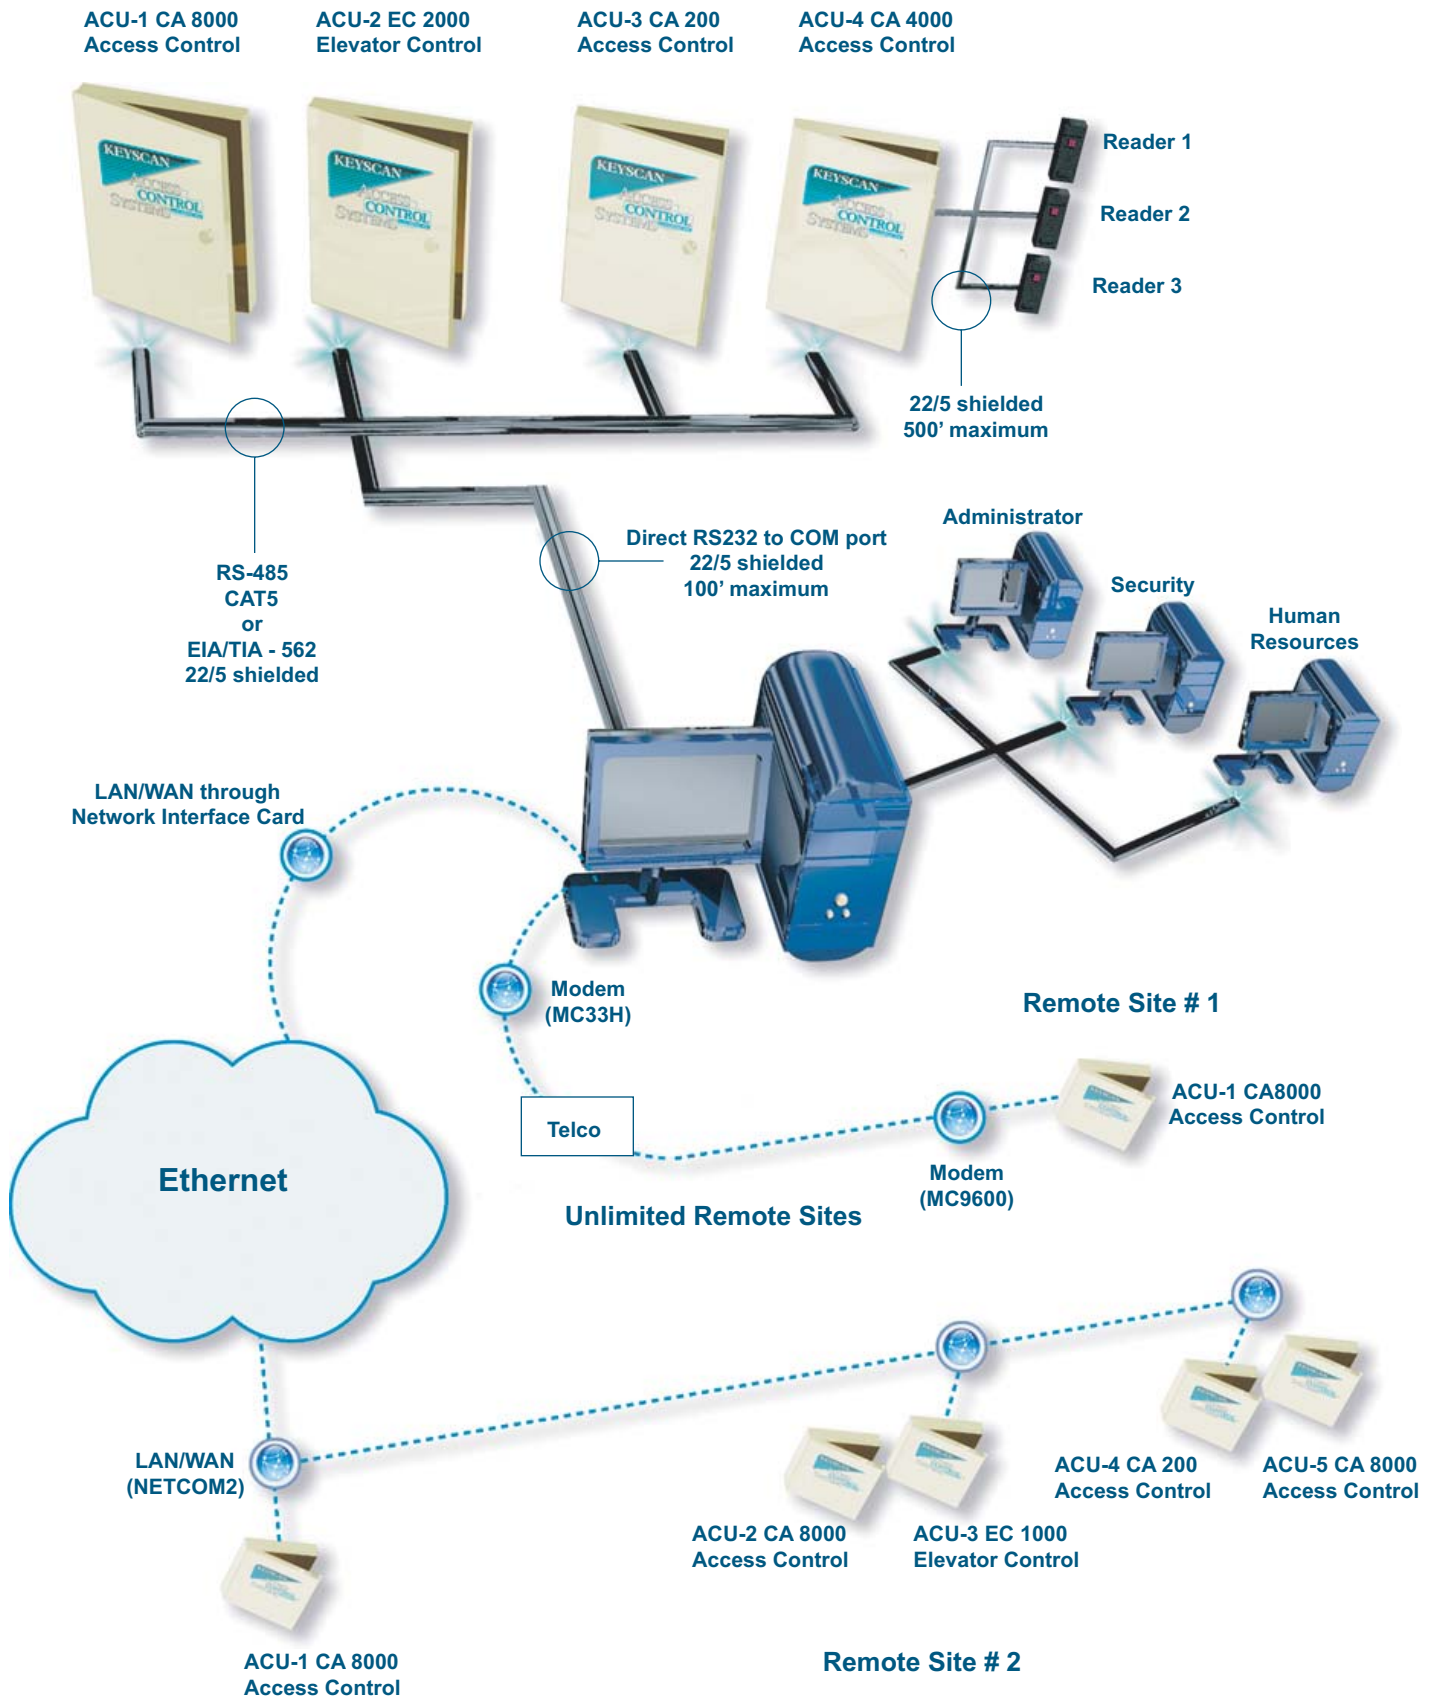 ACU-1 CA 8000
Access Control
ACU-2 EC 2000
Elevator Control
ACU-3 CA 200
Access Control
ACU-4 CA 4000
Access Control
KEYSCAN
ACCESS
CONTROL
SYSTEMS
KEYSCAN
ACCESS
CONTROL
SYSTEMS
KEYSCAN
ACCESS
CONTROL
SYSTEMS
KEYSCAN
ACCESS
CONTROL
SYSTEMS
Reader 1
Reader 2
Reader 3
22/5 shielded
500’ maximum
RS-485
CAT5
or
EIA/TIA - 562
22/5 shielded
Direct RS232 to COM port
22/5 shielded
100’ maximum
Administrator
Security
Human
Resources
LAN/WAN through
Network Interface Card
Modem
(MC33H)
Remote Site # 1
Telco
ACU-1 CA8000
Access Control
Modem
(MC9600)
Ethernet
Unlimited Remote Sites
LAN/WAN
(NETCOM2)
ACU-4 CA 200
Access Control
ACU-5 CA 8000
Access Control
ACU-2 CA 8000
Access Control
ACU-3 EC 1000
Elevator Control
ACU-1 CA 8000
Access Control
Remote Site # 2